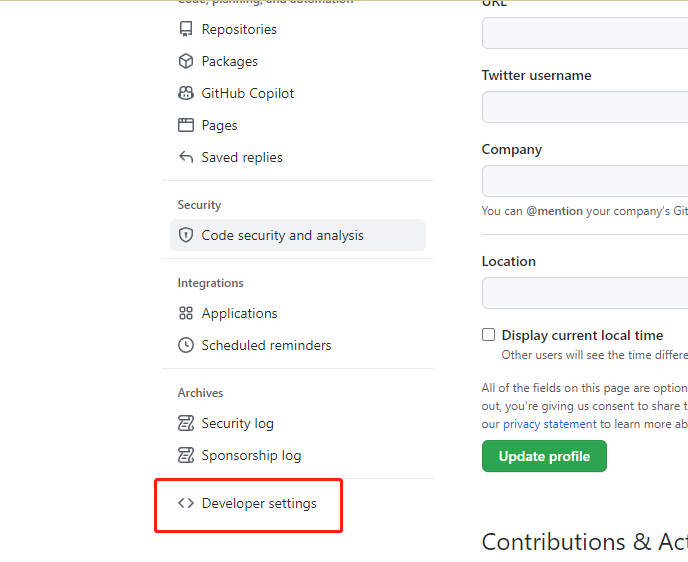 Code, planning, and automation
Repositories
Packages
GitHub Copilot
Pages
Saved replies
Security
Code security and analysis
Integrations
Applications
Scheduled reminders
Archives
Security log
Sponsorship log
Developer settings
URL
Twitter username
Company
You can @mention your company's Git
Location
Display current local time
Other users will see the time differe
All of the fields on this page are option
out, you're giving us consent to share t
our privacy statement to learn more ab
Update profile
Contributions & Act